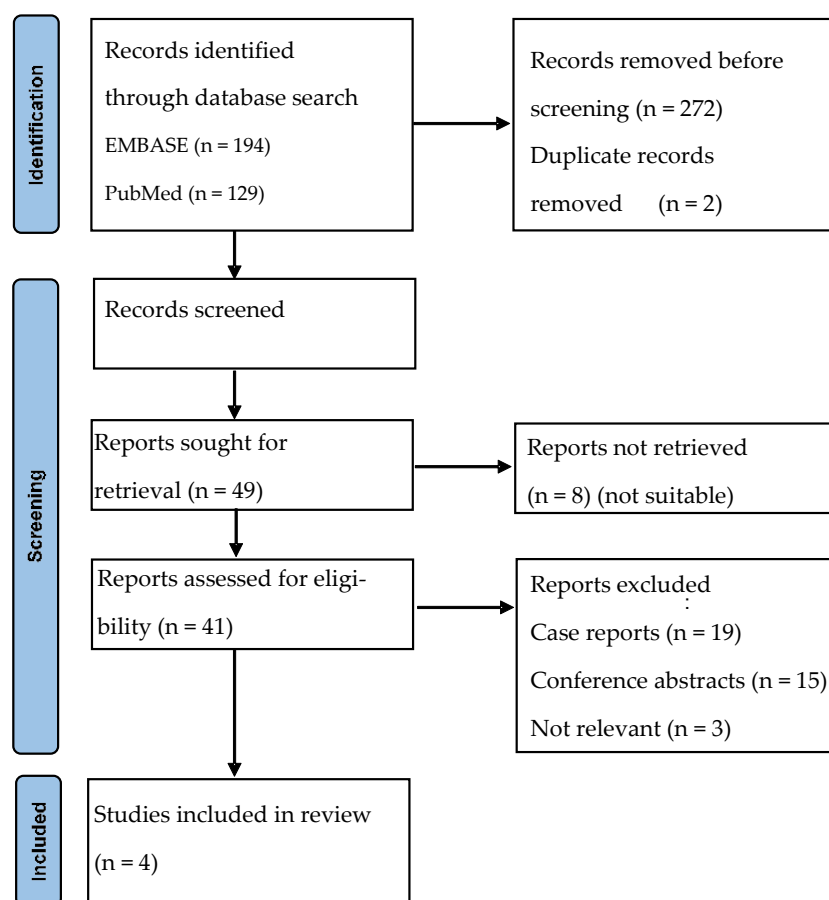 Identification
Records identified
through database search
EMBASE (n = 194)
PubMed (n = 129)
Records removed before
screening (n = 272)
Duplicate records
removed (n = 2)
Screening
Records screened
Reports sought for
retrieval (n = 49)
Reports not retrieved
(n = 8) (not suitable)
Reports assessed for eligi-
bility (n = 41)
Reports excluded
:
Case reports (n = 19)
Conference abstracts (n = 15)
Not relevant (n = 3)
Included
Studies included in review
(n = 4)